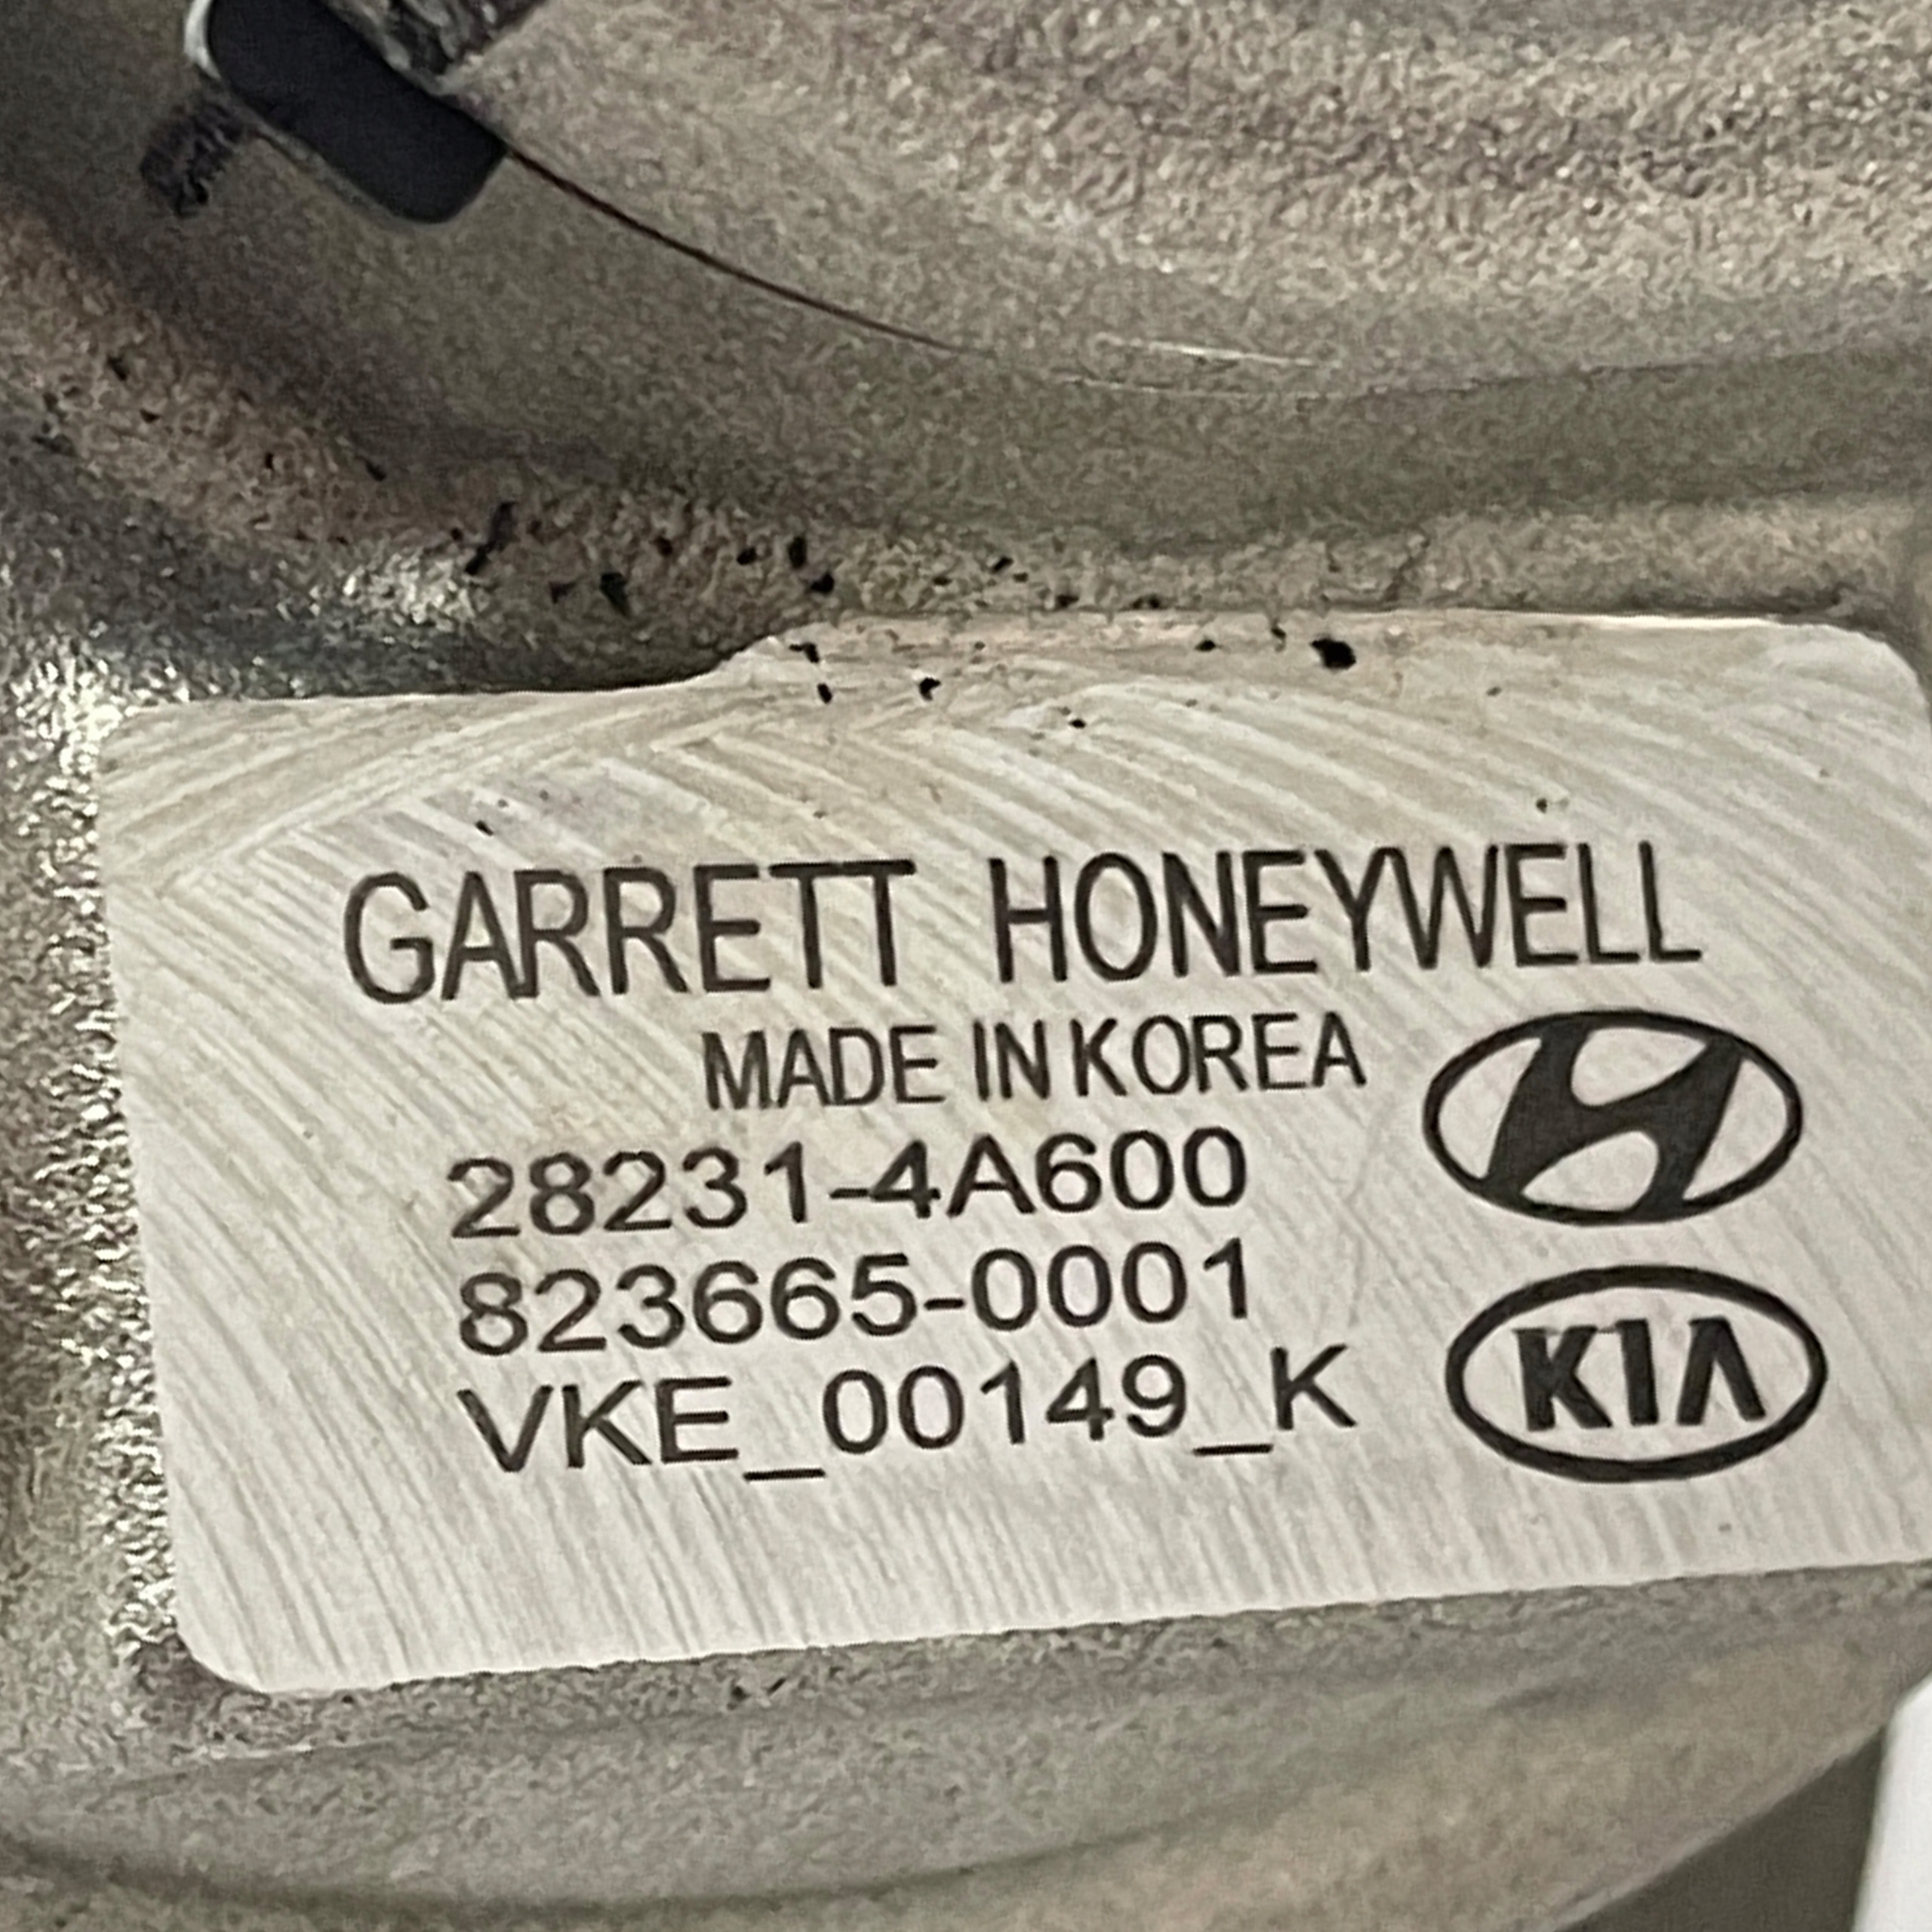 GARRETT HONEYWELL
MADE IN KOREA
28231-4A600
823665-0001
VKE_00149_K
KIA